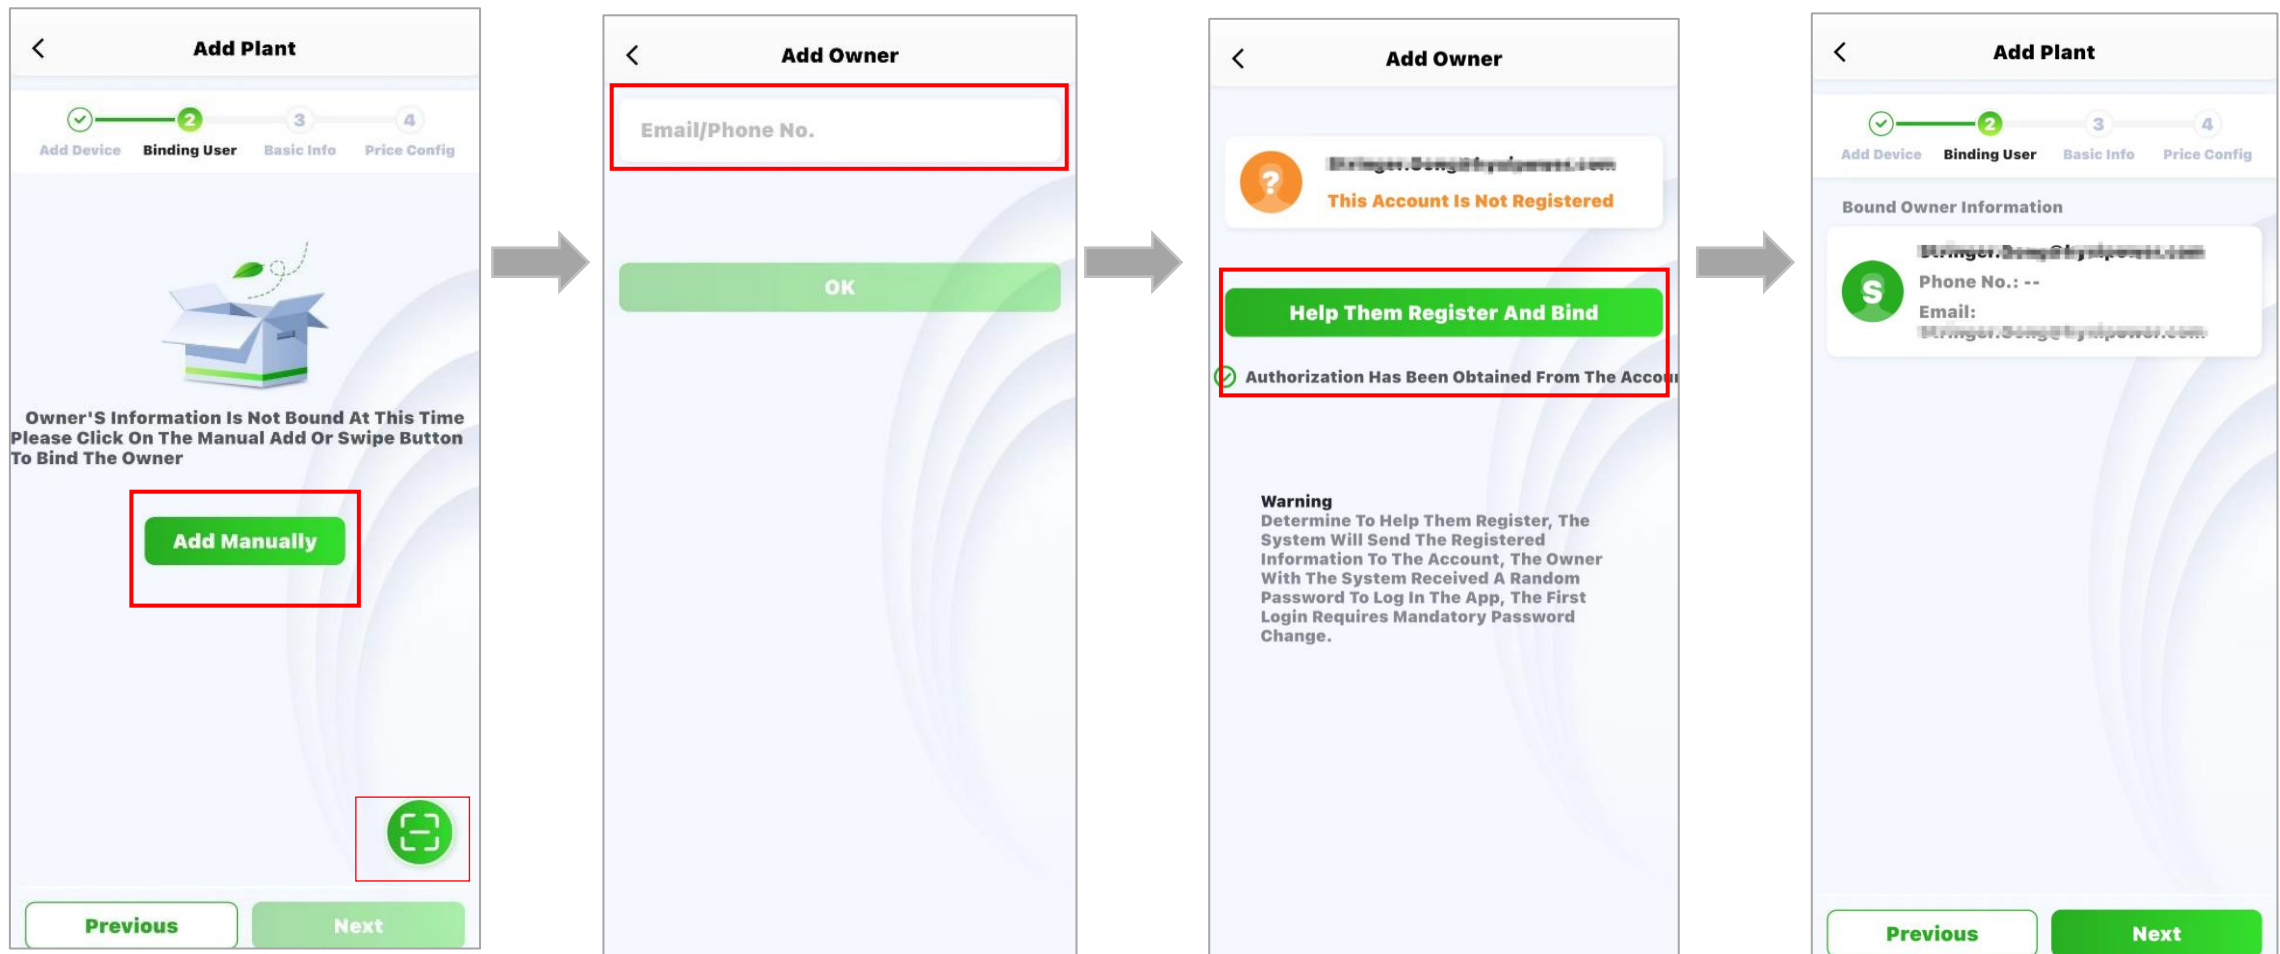 Add Plant
2
3
4
Add Device Binding User Basic Info Price Config
Owner'S Information Is Not Bound At This Time
Please Click On The Manual Add Or Swipe Button
To Bind The Owner
Add Manually
Previous
Next
Add Owner
Email/Phone No.
OK
Add Owner
?
This Account Is Not Registered
Help Them Register And Bind
Authorization Has Been Obtained From The Accou
Warning
Determine To Help Them Register, The
System Will Send The Registered
Information To The Account, The Owner
With The System Received A Random
Password To Log In The App, The First
Login Requires Mandatory Password
Change.
Add Plant
2
3
4
Add Device Binding User Basic Info Price Config
Bound Owner Information
S
Phone No.: --
Email:
Previous
Next